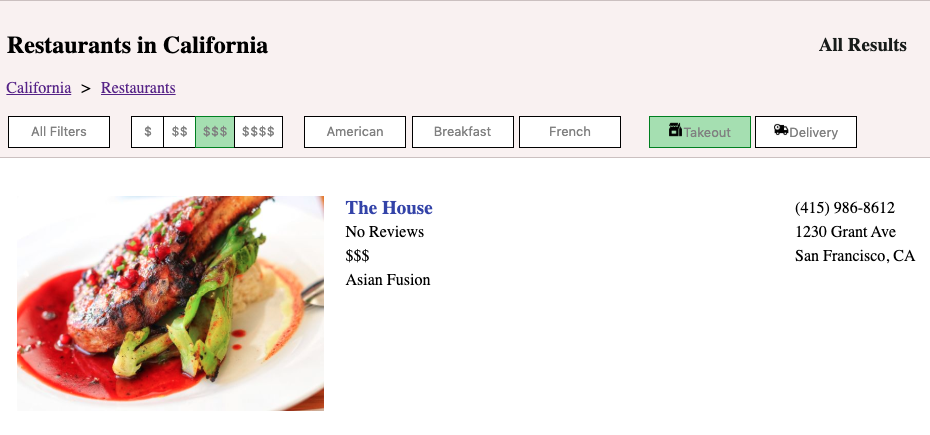 Restaurants in California
All Results
California > Restaurants
All Filters $ $$ $$$ $$$$ American Breakfast French Takeout Delivery
The House
No Reviews
$$$
Asian Fusion
(415) 986-8612
1230 Grant Ave
San Francisco, CA